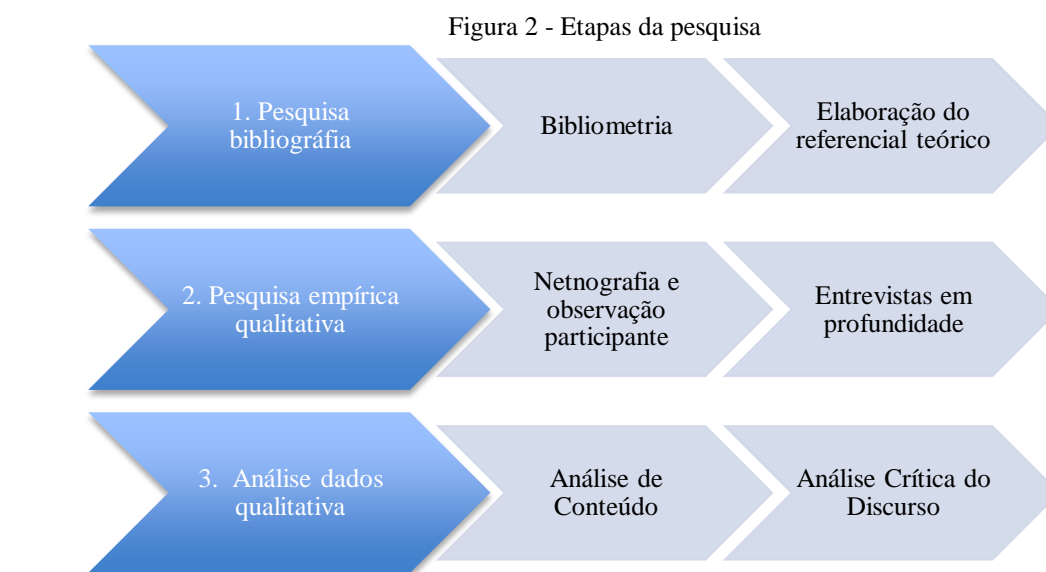 Figura 2 - Etapas da pesquisa
1. Pesquisa
bibliográfia
Bibliometria
Elaboração do
referencial teórico
2. Pesquisa empírica
qualitativa
Netnografia e
observação
participante
Entrevistas em
profundidade
3. Análise dados
qualitativa
Análise de
Conteúdo
Análise Crítica do
Discurso